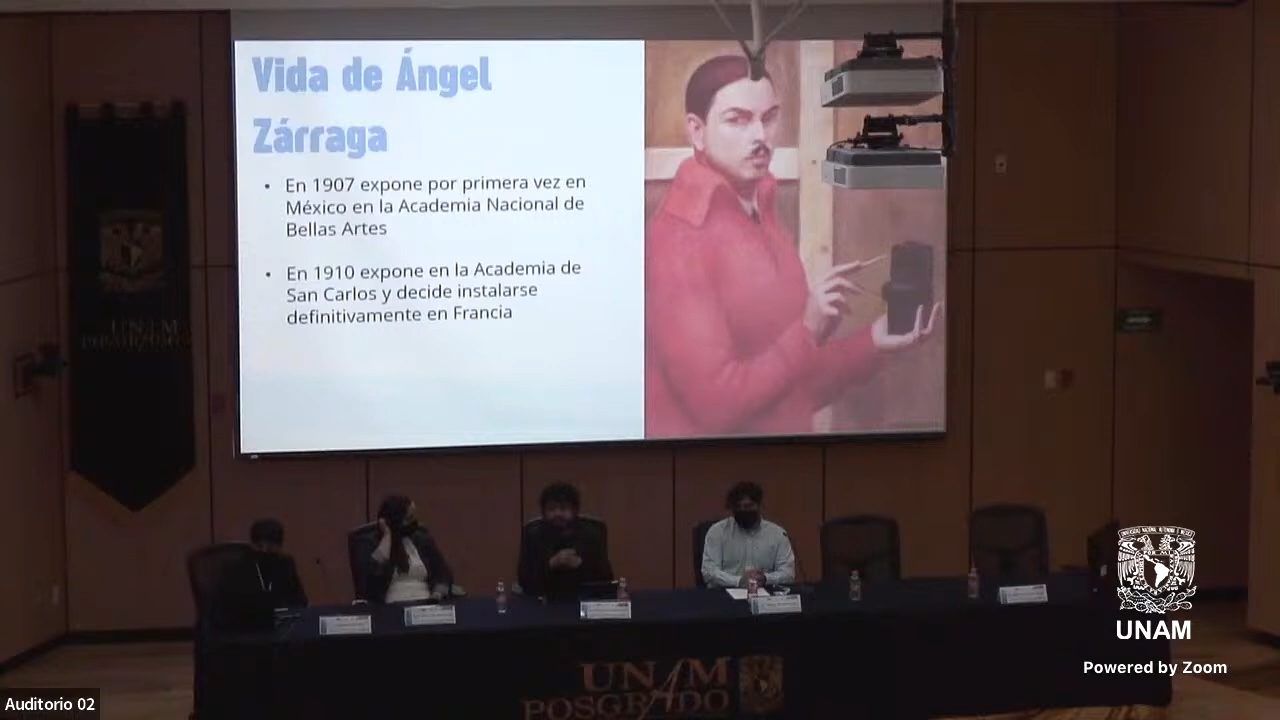 Vida de Ángel
Zárraga
• En 1907 expone por primera vez en
México en la Academia Nacional de
Bellas Artes
• En 1910 expone en la Academia de
San Carlos y decide instalarse
definitivamente en Francia
UNAM
POSGRADO
UNAM
POSGRADO
UNAM
Powered by Zoom
Auditorio 02